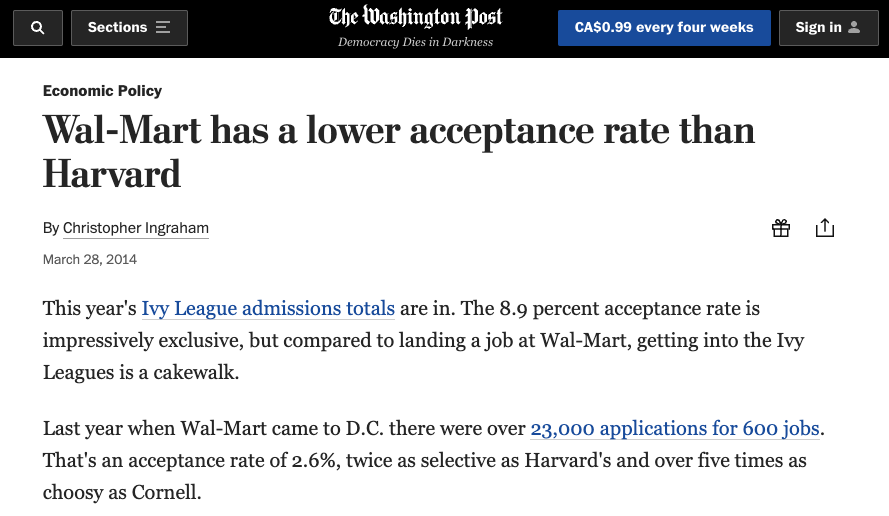 Sections
The Washington Post
Democracy Dies in Darkness
CA$0.99 every four weeks
Sign in
Economic Policy
Wal-Mart has a lower acceptance rate than
Harvard
By Christopher Ingraham
March 28, 2014
This year's Ivy League admissions totals are in. The 8.9 percent acceptance rate is
impressively exclusive, but compared to landing a job at Wal-Mart, getting into the Ivy
Leagues is a cakewalk.
Last year when Wal-Mart came to D.C. there were over 23,000 applications for 600 jobs.
That's an acceptance rate of 2.6%, twice as selective as Harvard's and over five times as
choosy as Cornell.